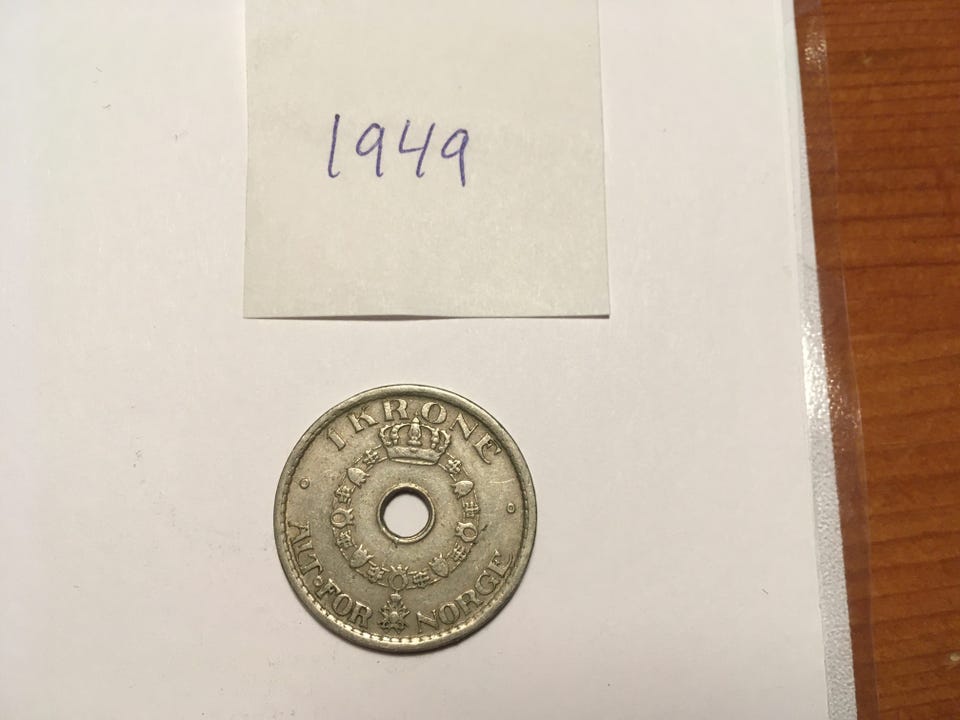 1949
1 KRONE
ALT·FOR NORGE